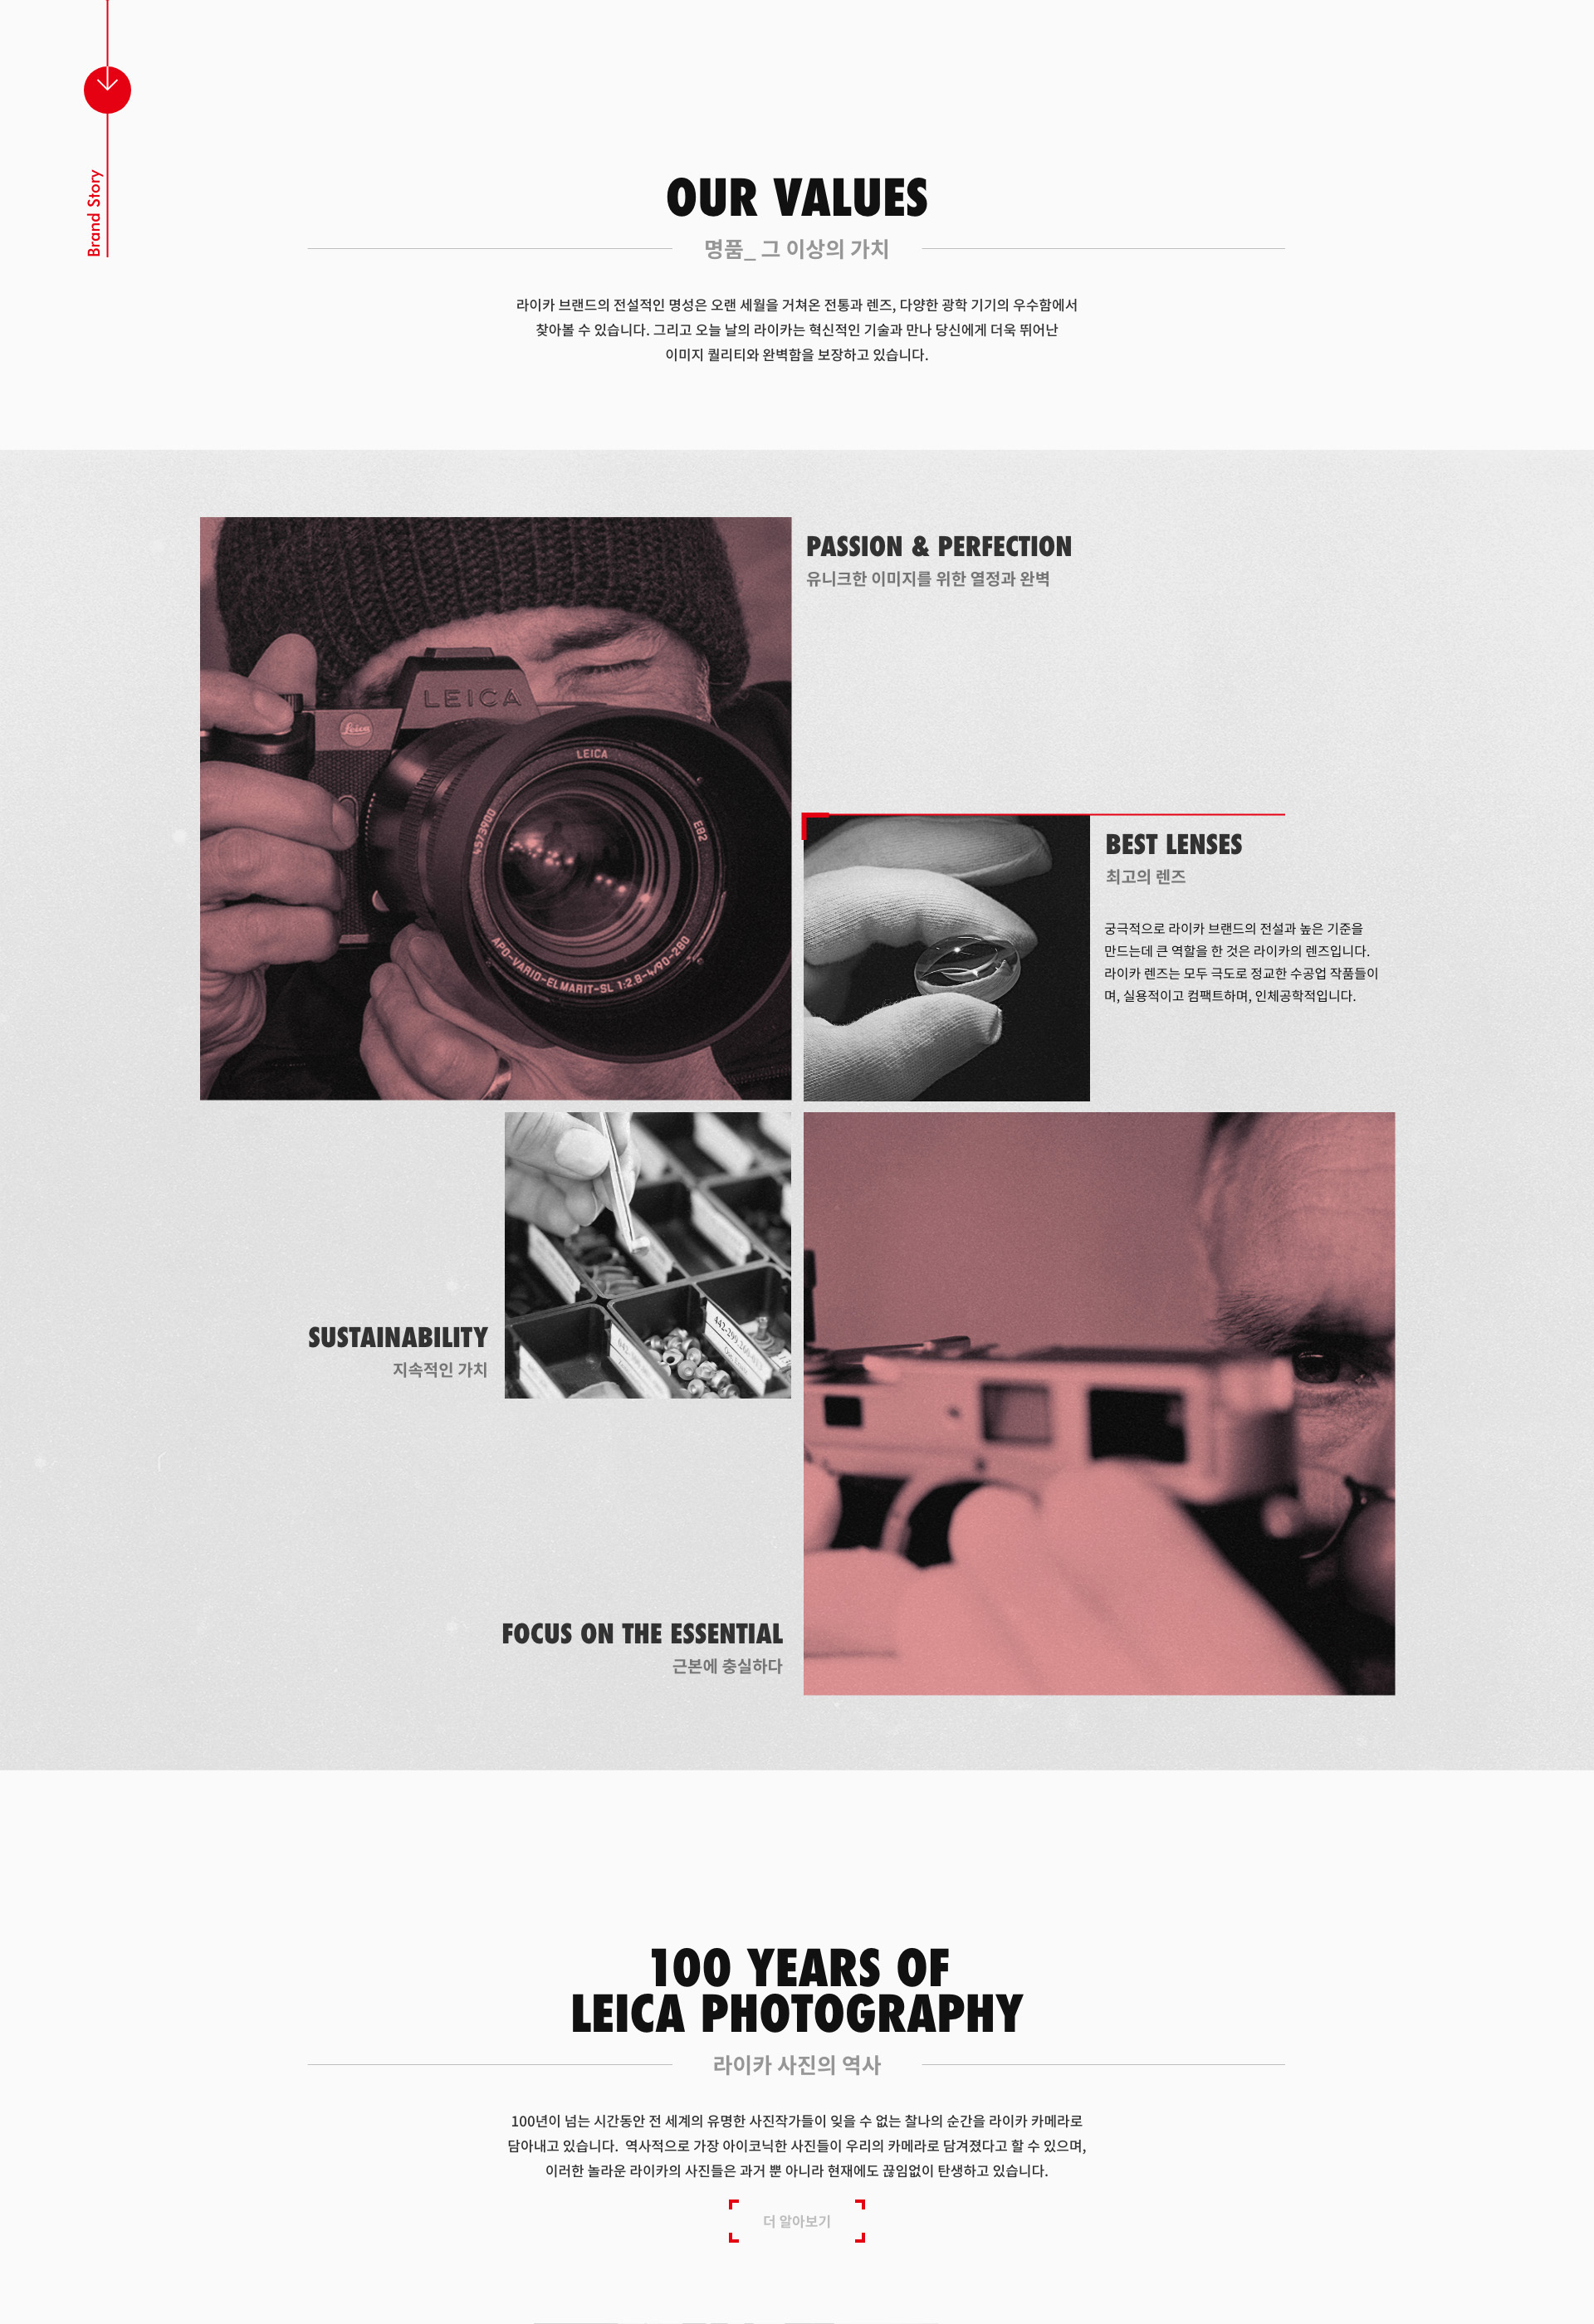 Brand Story
OUR VALUES
명품_ 그 이상의 가치
라이카 브랜드의 전설적인 명성은 오랜 세월을 거쳐온 전통과 렌즈, 다양한 광학 기기의 우수함에서
찾아볼 수 있습니다. 그리고 오늘 날의 라이카는 혁신적인 기술과 만나 당신에게 더욱 뛰어난
이미지 퀄리티와 완벽함을 보장하고 있습니다.
PASSION & PERFECTION
유니크한 이미지를 위한 열정과 완벽
LEICA
Leica
LEICA
4573900
E82
APO-VARIO-ELMARIT-SL 1:2.8-4/90-280
BEST LENSES
최고의 렌즈
궁극적으로 라이카 브랜드의 전설과 높은 기준을
만드는데 큰 역할을 한 것은 라이카의 렌즈입니다.
라이카 렌즈는 모두 극도로 정교한 수공업 작품들이
며, 실용적이고 컴팩트하며, 인체공학적입니다.
SUSTAINABILITY
지속적인 가치
FOCUS ON THE ESSENTIAL
근본에 충실하다
100 YEARS OF
LEICA PHOTOGRAPHY
라이카 사진의 역사
100년이 넘는 시간동안 전 세계의 유명한 사진작가들이 잊을 수 없는 찰나의 순간을 라이카 카메라로
담아내고 있습니다. 역사적으로 가장 아이코닉한 사진들이 우리의 카메라로 담겨졌다고 할 수 있으며,
이러한 놀라운 라이카의 사진들은 과거 뿐 아니라 현재에도 끊임없이 탄생하고 있습니다.
더 알아보기